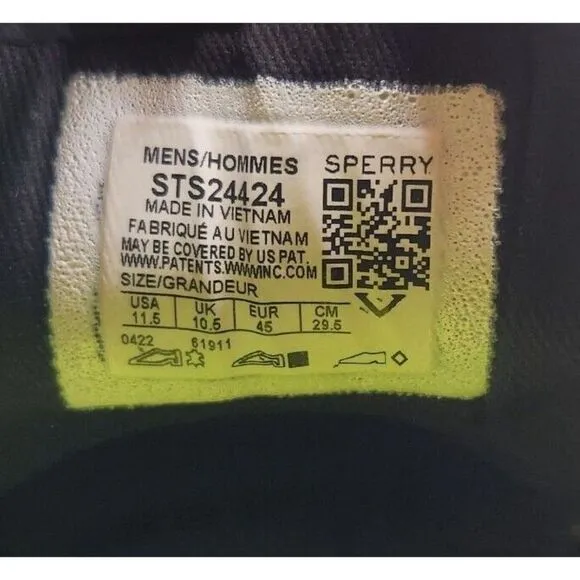 MENS/HOMMES SPERRY
STS24424
MADE IN VIETNAM
FABRIQUÉ AU VIETNAM
MAY BE COVERED BY US PAT.
WWW.PATENTS.WWWINC.COM
SIZE/GRANDEUR
USA UK EUR CM
11.5 10.5 45 29.5
0422 61911